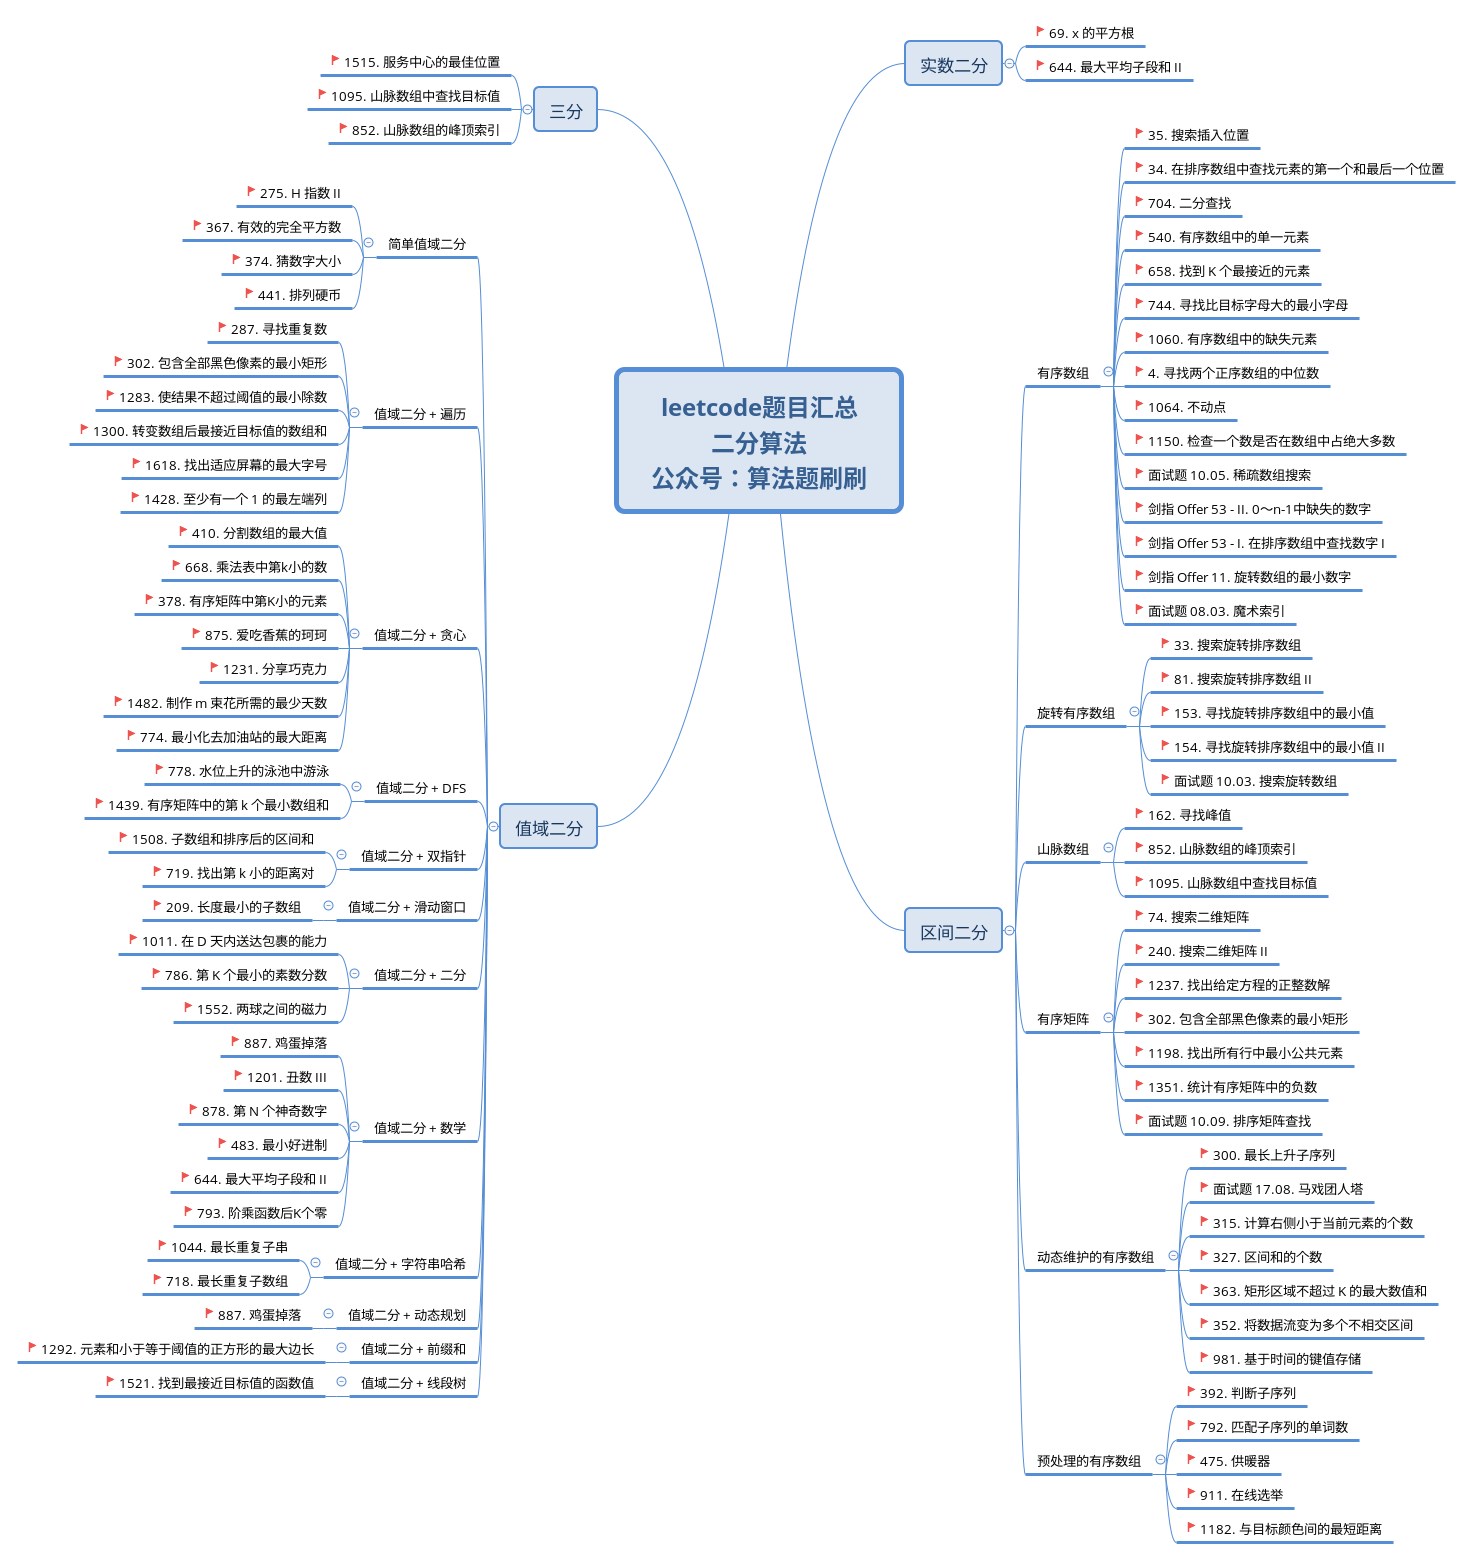 leetcode题目汇总
二分算法
公众号：算法题刷刷
三分
1515. 服务中心的最佳位置
1095. 山脉数组中查找目标值
852. 山脉数组的峰顶索引
值域二分
简单值域二分
275. H 指数 II
367. 有效的完全平方数
374. 猜数字大小
441. 排列硬币
值域二分 + 遍历
287. 寻找重复数
302. 包含全部黑色像素的最小矩形
1283. 使结果不超过阈值的最小除数
1300. 转变数组后最接近目标值的数组和
1618. 找出适应屏幕的最大字号
1428. 至少有一个 1 的最左端列
值域二分 + 贪心
410. 分割数组的最大值
668. 乘法表中第k小的数
378. 有序矩阵中第K小的元素
875. 爱吃香蕉的珂珂
1231. 分享巧克力
1482. 制作 m 束花所需的最少天数
774. 最小化去加油站的最大距离
值域二分 + DFS
778. 水位上升的泳池中游泳
1439. 有序矩阵中的第 k 个最小数组和
值域二分 + 双指针
1508. 子数组和排序后的区间和
719. 找出第 k 小的距离对
值域二分 + 滑动窗口
209. 长度最小的子数组
值域二分 + 二分
1011. 在 D 天内送达包裹的能力
786. 第 K 个最小的素数分数
1552. 两球之间的磁力
值域二分 + 数学
887. 鸡蛋掉落
1201. 丑数 III
878. 第 N 个神奇数字
483. 最小好进制
644. 最大平均子段和 II
793. 阶乘函数后K个零
值域二分 + 字符串哈希
1044. 最长重复子串
718. 最长重复子数组
值域二分 + 动态规划
887. 鸡蛋掉落
值域二分 + 前缀和
1292. 元素和小于等于阈值的正方形的最大边长
值域二分 + 线段树
1521. 找到最接近目标值的函数值
实数二分
69. x 的平方根
644. 最大平均子段和 II
区间二分
有序数组
35. 搜索插入位置
34. 在排序数组中查找元素的第一个和最后一个位置
704. 二分查找
540. 有序数组中的单一元素
658. 找到 K 个最接近的元素
744. 寻找比目标字母大的最小字母
1060. 有序数组中的缺失元素
4. 寻找两个正序数组的中位数
1064. 不动点
1150. 检查一个数是否在数组中占绝大多数
面试题 10.05. 稀疏数组搜索
剑指 Offer 53 - II. 0～n-1中缺失的数字
剑指 Offer 53 - I. 在排序数组中查找数字 I
剑指 Offer 11. 旋转数组的最小数字
面试题 08.03. 魔术索引
旋转有序数组
33. 搜索旋转排序数组
81. 搜索旋转排序数组 II
153. 寻找旋转排序数组中的最小值
154. 寻找旋转排序数组中的最小值 II
面试题 10.03. 搜索旋转数组
山脉数组
162. 寻找峰值
852. 山脉数组的峰顶索引
1095. 山脉数组中查找目标值
有序矩阵
74. 搜索二维矩阵
240. 搜索二维矩阵 II
1237. 找出给定方程的正整数解
302. 包含全部黑色像素的最小矩形
1198. 找出所有行中最小公共元素
1351. 统计有序矩阵中的负数
面试题 10.09. 排序矩阵查找
动态维护的有序数组
300. 最长上升子序列
面试题 17.08. 马戏团人塔
315. 计算右侧小于当前元素的个数
327. 区间和的个数
363. 矩形区域不超过 K 的最大数值和
352. 将数据流变为多个不相交区间
981. 基于时间的键值存储
预处理的有序数组
392. 判断子序列
792. 匹配子序列的单词数
475. 供暖器
911. 在线选举
1182. 与目标颜色间的最短距离